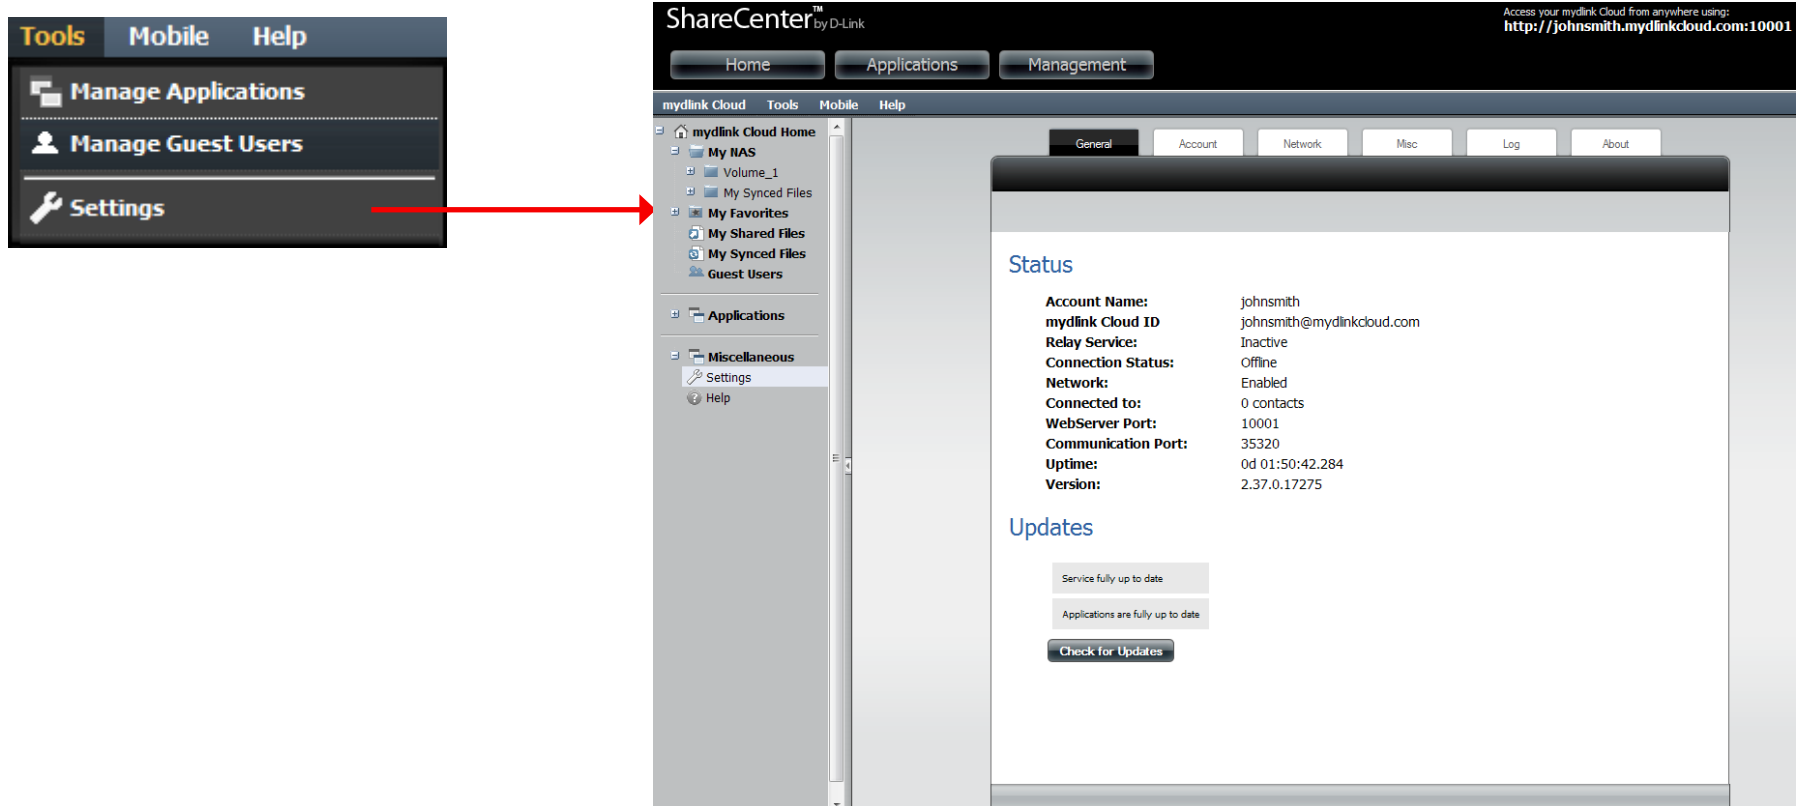 Tools Mobile Help
Manage Applications
Manage Guest Users
Settings
ShareCenter™ by D-Link
Access your mydlink Cloud from anywhere using:
http://johnsmith.mydlinkcloud.com:10001
Home Applications Management
mydlink Cloud Tools Mobile Help
mydlink Cloud Home
My NAS
Volume_1
My Synced Files
My Favorites
My Shared Files
My Synced Files
Guest Users
Applications
Miscellaneous
Settings
Help
General Account Network Misc Log About
Status
Account Name: johnsmith
mydlink Cloud ID johnsmith@mydlinkcloud.com
Relay Service: Inactive
Connection Status: Offline
Network: Enabled
Connected to: 0 contacts
WebServer Port: 10001
Communication Port: 35320
Uptime: 0d 01:50:42.284
Version: 2.37.0.17275
Updates
Service fully up to date
Applications are fully up to date
Check for Updates